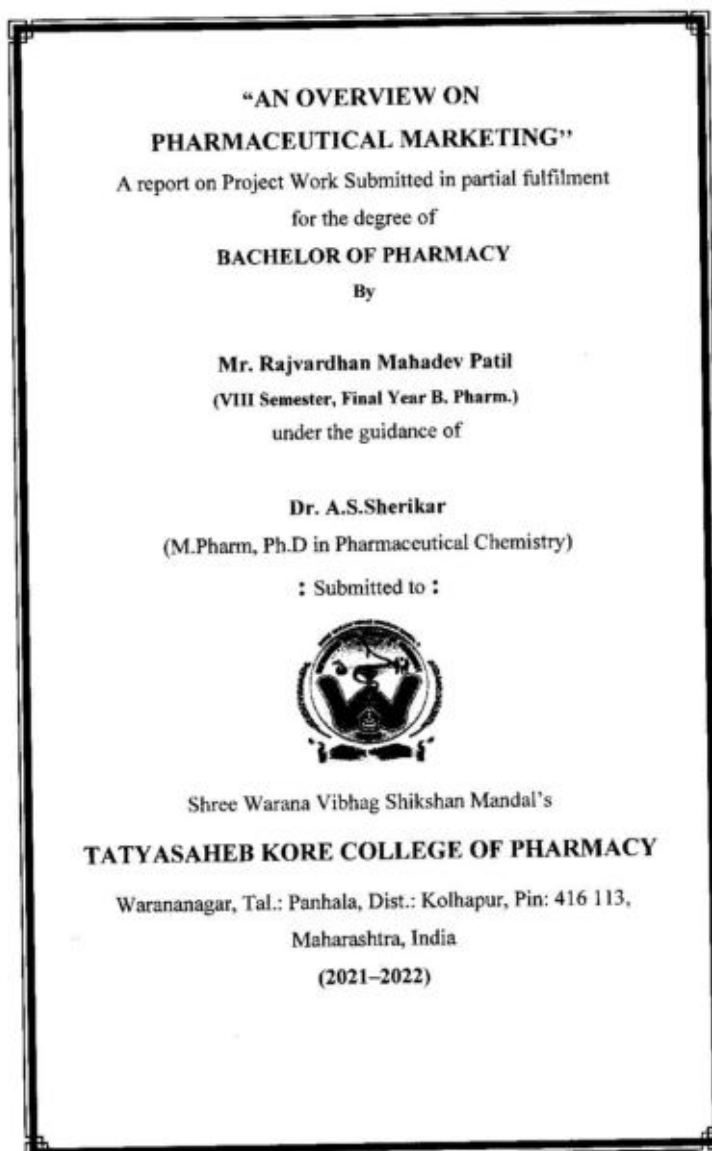 “AN OVERVIEW ON
PHARMACEUTICAL MARKETING”
A report on Project Work Submitted in partial fulfilment
for the degree of
BACHELOR OF PHARMACY
By
Mr. Rajvardhan Mahadev Patil
(VIII Semester, Final Year B. Pharm.)
under the guidance of
Dr. A.S.Sherikar
(M.Pharm, Ph.D in Pharmaceutical Chemistry)
: Submitted to :
Shree Warana Vibhag Shikshan Mandal’s
TATYASAHEB KORE COLLEGE OF PHARMACY
Warananagar, Tal.: Panhala, Dist.: Kolhapur, Pin: 416 113,
Maharashtra, India
(2021–2022)